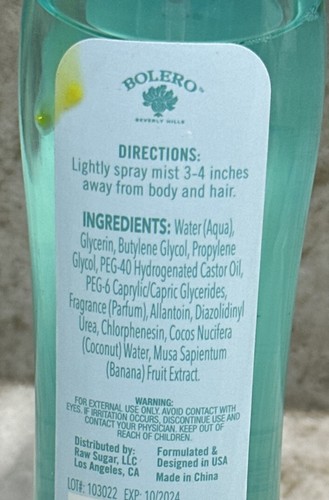 BOLERO™
BEVERLY HILLS
DIRECTIONS:
Lightly spray mist 3-4 inches
away from body and hair.
INGREDIENTS: Water (Aqua),
Glycerin, Butylene Glycol, Propylene
Glycol, PEG-40 Hydrogenated Castor Oil,
PEG-6 Caprylic/Capric Glycerides,
Fragrance (Parfum), Allantoin, Diazolidinyl
Urea, Chlorphenesin, Cocos Nucifera
(Coconut) Water, Musa Sapientum
(Banana) Fruit Extract.
WARNING:
FOR EXTERNAL USE ONLY. AVOID CONTACT WITH
EYES. IF IRRITATION OCCURS, DISCONTINUE USE AND
CONTACT YOUR PHYSICIAN. KEEP OUT OF
REACH OF CHILDREN.
Distributed by:
Raw Sugar, LLC
Los Angeles, CA
Formulated &
Designed in USA
Made in China
LOT#: 103022 EXP: 10/2024